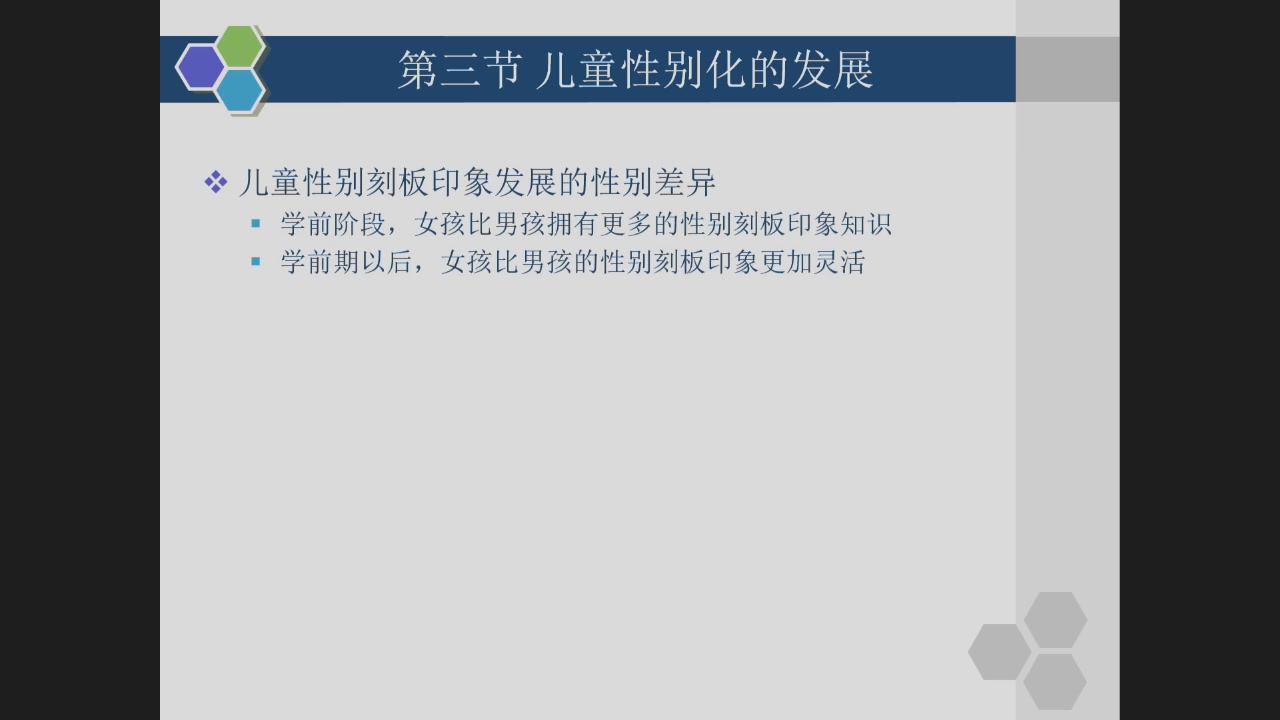 第三节 儿童性别化的发展
儿童性别刻板印象发展的性别差异
学前阶段，女孩比男孩拥有更多的性别刻板印象知识
学前期以后，女孩比男孩的性别刻板印象更加灵活